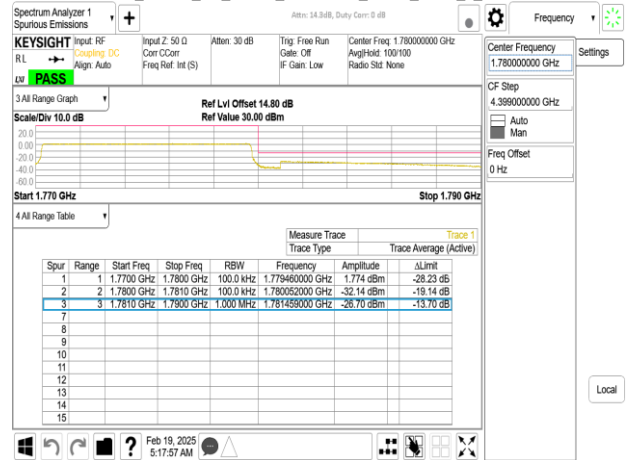 Spectrum Analyzer 1
Spurious Emissions
Attn: 14.3dB, Duty Corr: 0 dB
Frequency
KEYSIGHT
RL
LXI
PASS
Input: RF
Coupling: DC
Align: Auto
Input Z: 50 Ω
Corr CCorr
Freq Ref: Int (S)
Atten: 30 dB
Trig: Free Run
Gate: Off
IF Gain: Low
Center Freq: 1.780000000 GHz
Avg|Hold: 100/100
Radio Std: None
Center Frequency
1.780000000 GHz
Settings
CF Step
4.399000000 GHz
Auto
Man
Freq Offset
0 Hz
3 All Range Graph
Scale/Div 10.0 dB
Ref Lvl Offset 14.80 dB
Ref Value 30.00 dBm
20.0
0.00
-20.0
-40.0
-60.0
Start 1.770 GHz
Stop 1.790 GHz
4 All Range Table
Measure Trace Trace 1
Trace Type Trace Average (Active)
Spur Range Start Freq Stop Freq RBW Frequency Amplitude ΔLimit
1 1 1.7700 GHz 1.7800 GHz 100.0 kHz 1.779460000 GHz 1.774 dBm -28.23 dB
2 2 1.7800 GHz 1.7810 GHz 100.0 kHz 1.780052000 GHz -32.14 dBm -19.14 dB
3 3 1.7810 GHz 1.7900 GHz 1.000 MHz 1.781459000 GHz -26.70 dBm -13.70 dB
7
8
9
10
11
12
13
14
15
Local
Feb 19, 2025
5:17:57 AM